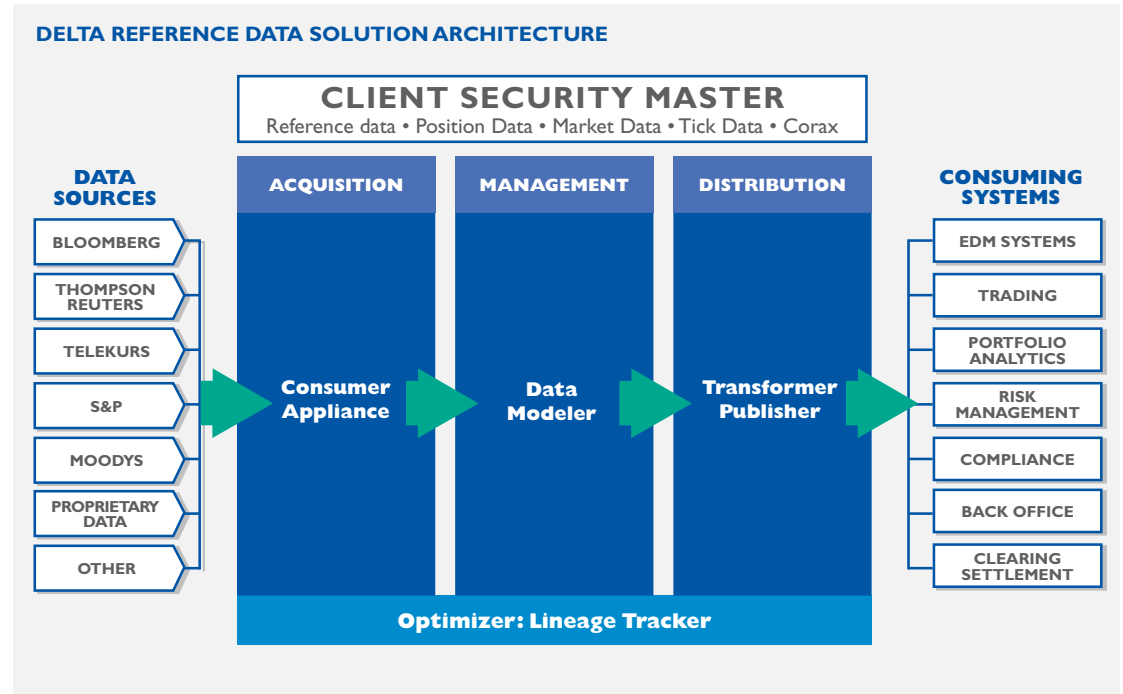 DELTA REFERENCE DATA SOLUTION ARCHITECTURE
CLIENT SECURITY MASTER
Reference data • Position Data • Market Data • Tick Data • Corax
DATA
SOURCES
BLOOMBERG
THOMPSON
REUTERS
TELEKURS
S&P
MOODYS
PROPRIETARY
DATA
OTHER
ACQUISITION
Consumer
Appliance
MANAGEMENT
Data
Modeler
DISTRIBUTION
Transformer
Publisher
Optimizer: Lineage Tracker
CONSUMING
SYSTEMS
EDM SYSTEMS
TRADING
PORTFOLIO
ANALYTICS
RISK
MANAGEMENT
COMPLIANCE
BACK OFFICE
CLEARING
SETTLEMENT